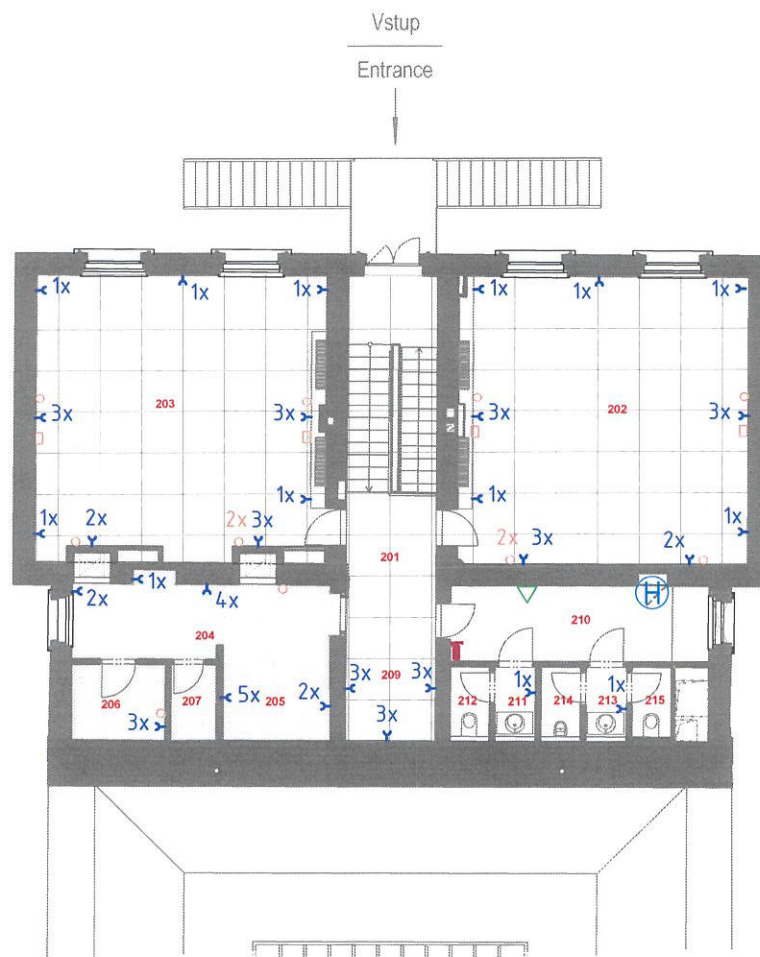 Vstup
Entrance
1x 1x 1x 1x 1x 1x
3x 203 3x 3x 202 3x
1x 1x
1x 2x 2x 3x 201 2x 3x 2x 1x
1x
2x 4x H
204 210
206 207 5x 205 2x 3x 209 3x 212 211 1x 214 213 1x 215
3x 3x